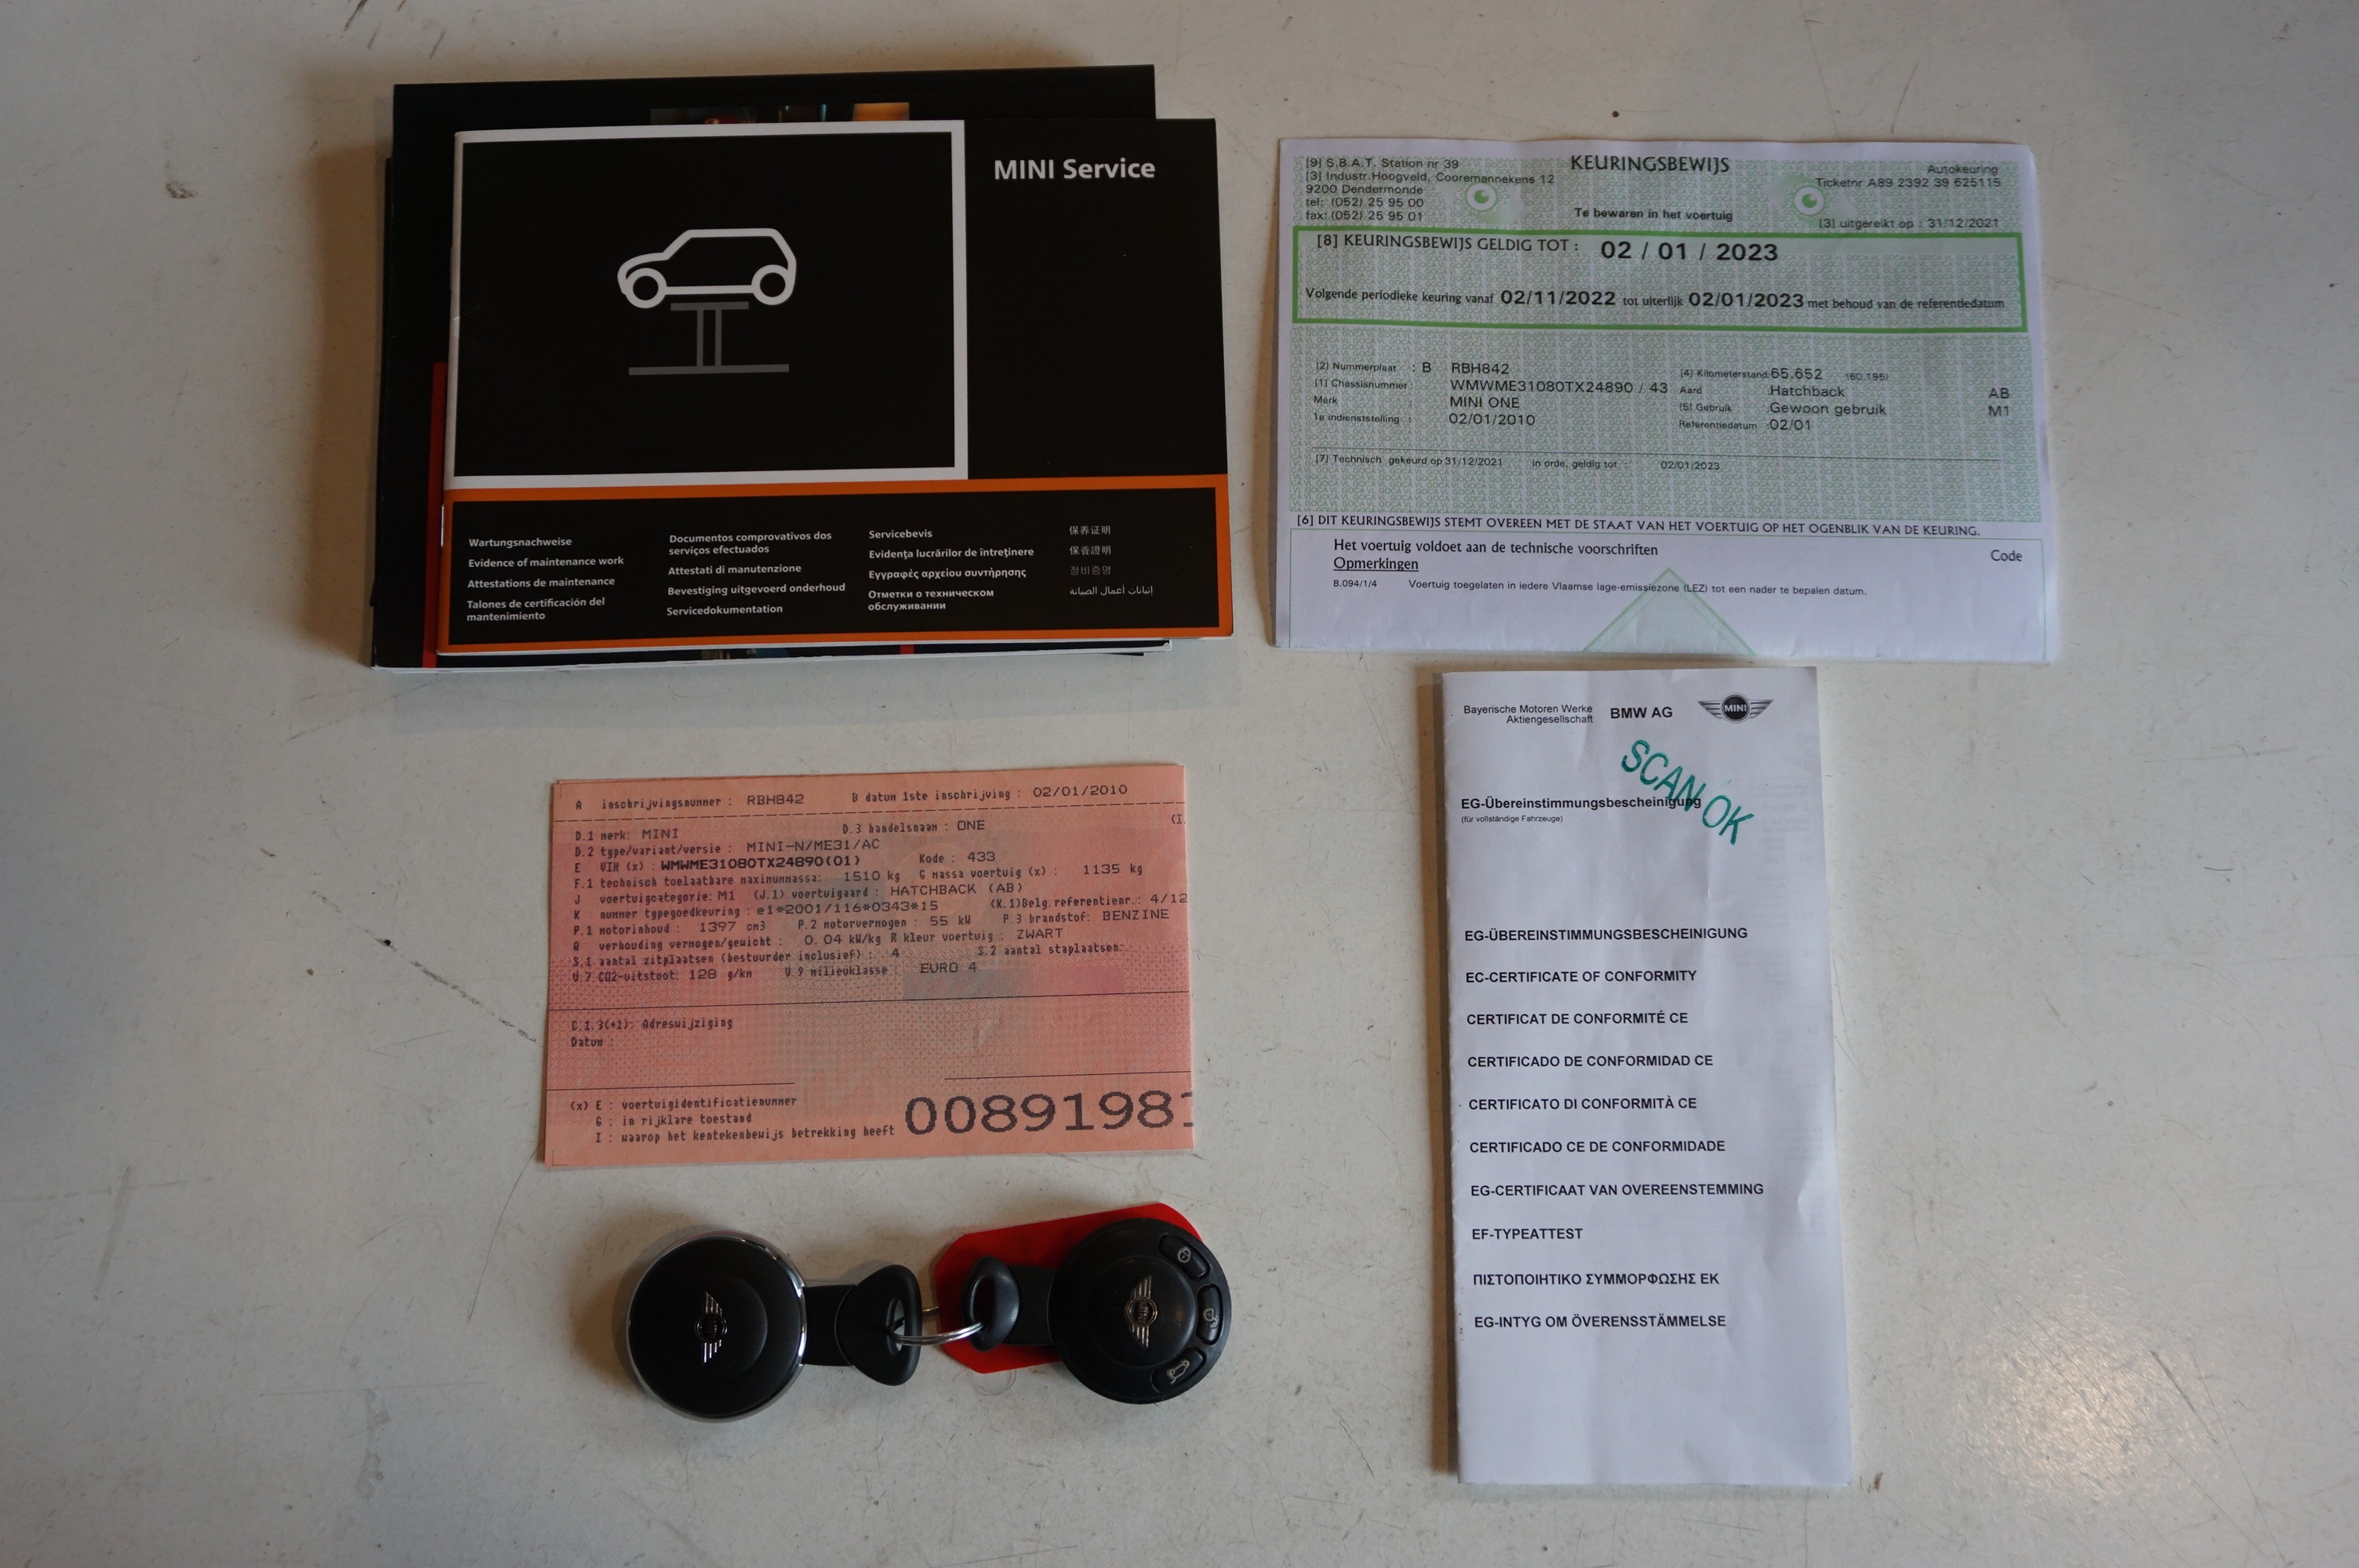 MINI Service
Wartungsnachweise
Evidence of maintenance work
Attestations de maintenance
Talones de certificación del
mantenimiento
Documentos comprovativos dos
serviços efectuados
Attestati di manutenzione
Bevestiging uitgevoerd onderhoud
Servicedokumentation
Servicebevis
Evidenţa lucrărilor de întreţinere
Εγγραφές αρχείου συντήρησης
Отметки о техническом
обслуживании
保养证明
保養證明
정비증명
إثباتات أعمال الصيانة
[9] S.B.A.T. Station nr 39
[3] Industr.Hoogveld, Cooremannekens 12
9200 Dendermonde
tel: (052) 25 95 00
fax: (052) 25 95 01
KEURINGSBEWIJS
Te bewaren in het voertuig
Autokeuring
Ticketnr A89 2392 39 625115
[3] uitgereikt op : 31/12/2021
[8] KEURINGSBEWIJS GELDIG TOT : 02 / 01 / 2023
Volgende periodieke keuring vanaf 02/11/2022 tot uiterlijk 02/01/2023 met behoud van de referentiedatum
[2] Nummerplaat : B RBH842
[1] Chassisnummer : WMWME31080TX24890 / 43
Merk : MINI ONE
1e indienststelling : 02/01/2010
[4] Kilometerstand 65.652 (60.195)
Aard Hatchback AB
[5] Gebruik Gewoon gebruik M1
Referentiedatum :02/01
[7] Technisch gekeurd op 31/12/2021 In orde, geldig tot : 02/01/2023
[6] DIT KEURINGSBEWIJS STEMT OVEREEN MET DE STAAT VAN HET VOERTUIG OP HET OGENBLIK VAN DE KEURING.
Het voertuig voldoet aan de technische voorschriften Code
Opmerkingen
B.094/1/4 Voertuig toegelaten in iedere Vlaamse lage-emissiezone (LEZ) tot een nader te bepalen datum.
A inschrijvingsnummer : RBH842 B datum 1ste inschrijving : 02/01/2010
D.1 merk: MINI D.3 handelsnaam : ONE (I.
D.2 type/variant/versie : MINI-N/ME31/AC
E VIN (x) : WMWME31080TX24890(01) Kode : 433
F.1 technisch toelaatbare maximummassa: 1510 kg G massa voertuig (x) : 1135 kg
J voertuigcategorie: M1 (J.1) voertuigaard : HATCHBACK (AB)
K nummer typegoedkeuring : e1*2001/116*0343*15 (K.1)Belg.referentienr.: 4/12
P.1 motorinhoud : 1397 cm3 P.2 motorvermogen : 55 kW P.3 brandstof: BENZINE
Q verhouding vermogen/gewicht : 0.04 kW/kg R kleur voertuig : ZWART
S.1 aantal zitplaatsen (bestuurder inclusief) : 4 S.2 aantal staplaatsen:
V.7 CO2-uitstoot: 128 g/km V.9 milieuklasse : EURO 4
C.1.3(+1): Adreswijziging
Datum :
(x) E : voertuigidentificatienummer
G : in rijklare toestand
I : waarop het kentekenbewijs betrekking heeft
0089198
Bayerische Motoren Werke
Aktiengesellschaft
BMW AG
MINI
SCAN OK
EG-Übereinstimmungsbescheinigung
(für vollständige Fahrzeuge)
EG-ÜBEREINSTIMMUNGSBESCHEINIGUNG
EC-CERTIFICATE OF CONFORMITY
CERTIFICAT DE CONFORMITÉ CE
CERTIFICADO DE CONFORMIDAD CE
CERTIFICATO DI CONFORMITÀ CE
CERTIFICADO CE DE CONFORMIDADE
EG-CERTIFICAAT VAN OVEREENSTEMMING
EF-TYPEATTEST
ΠΙΣΤΟΠΟΙΗΤΙΚΟ ΣΥΜΜΟΡΦΩΣΗΣ ΕΚ
EG-INTYG OM ÖVERENSSTÄMMELSE